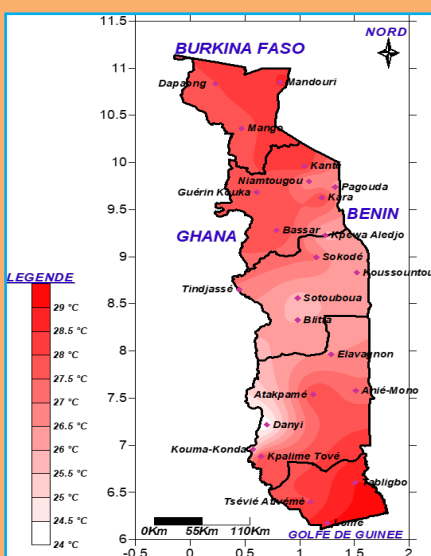 11.5
NORD
BURKINA FASO
11
Dapaong
Mandouri
10.5
Mango
10
Kante
Niamtougou
Pagouda
Guérin Kouka
Kara
9.5
BENIN
GHANA
Bassar
Kpewa Aledjo
9
Sokodé
LEGENDE
Koussountou
Tindjassé
29 °C
8.5
Sotouboua
28.5 °C
Blitta
28 °C
8
Elavagnon
27.5 °C
27 °C
7.5
Atakpamé
Anié-Mono
26.5 °C
26 °C
Danyi
25.5 °C
7
Kouma-Konda
Kpalime Tové
25 °C
24.5 °C
6.5
Tabligbo
24 °C
Tsévié
0Km 55Km 110Km
6
GOLFE DE GUINEE
-0.5 0 0.5 1 1.5 2